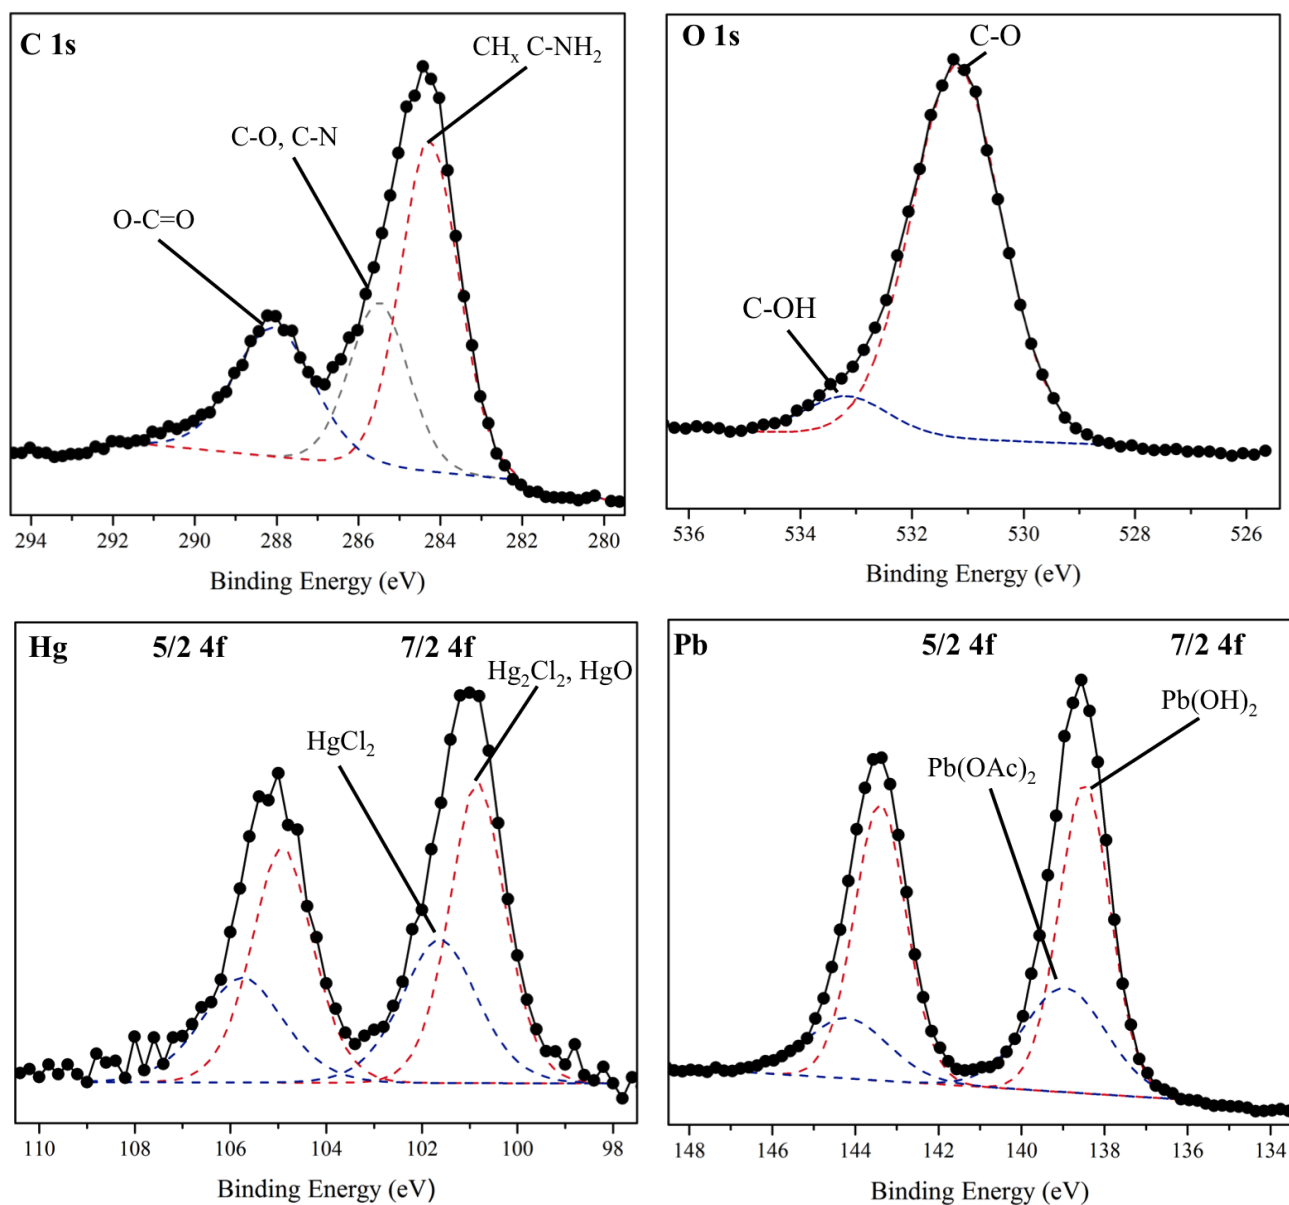 C 1s
CHₓ C-NH₂
C-O, C-N
O-C=O
294 292 290 288 286 284 282 280
Binding Energy (eV)
O 1s
C-O
C-OH
536 534 532 530 528 526
Binding Energy (eV)
Hg 5/2 4f 7/2 4f
Hg₂Cl₂, HgO
HgCl₂
110 108 106 104 102 100 98
Binding Energy (eV)
Pb 5/2 4f 7/2 4f
Pb(OH)₂
Pb(OAc)₂
148 146 144 142 140 138 136 134
Binding Energy (eV)